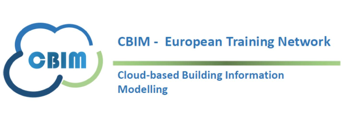 CBIM
CBIM - European Training Network
Cloud-based Building Information
Modelling